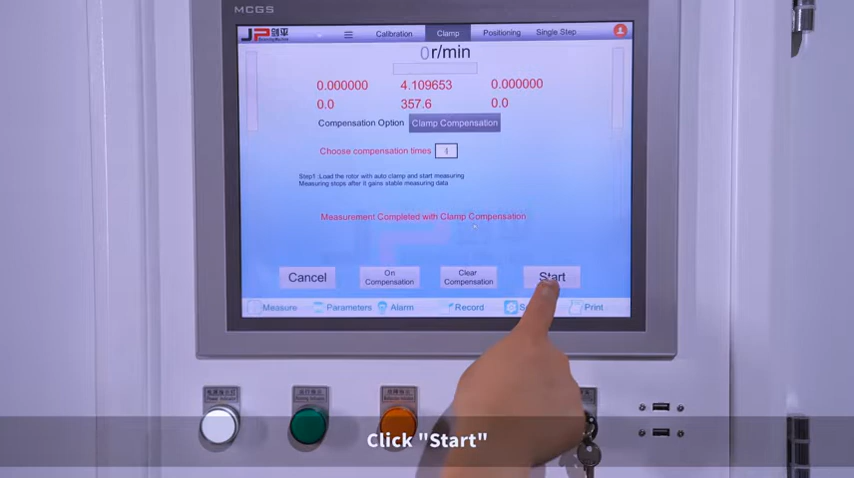 MCGS
JP 剑平
Calibration
Clamp
Positioning
Single Step
0 r/min
0.000000 4.109653 0.000000
0.0 357.6 0.0
Compensation Option Clamp Compensation
Choose compensation times
Step1 :Load the rotor with auto clamp and start measuring
Measuring stops after it gains stable measuring data
Measurement Completed with Clamp Compensation
Cancel
On Compensation
Clear Compensation
Start
Measure
Parameters
Alarm
Record
Print
Click "Start"